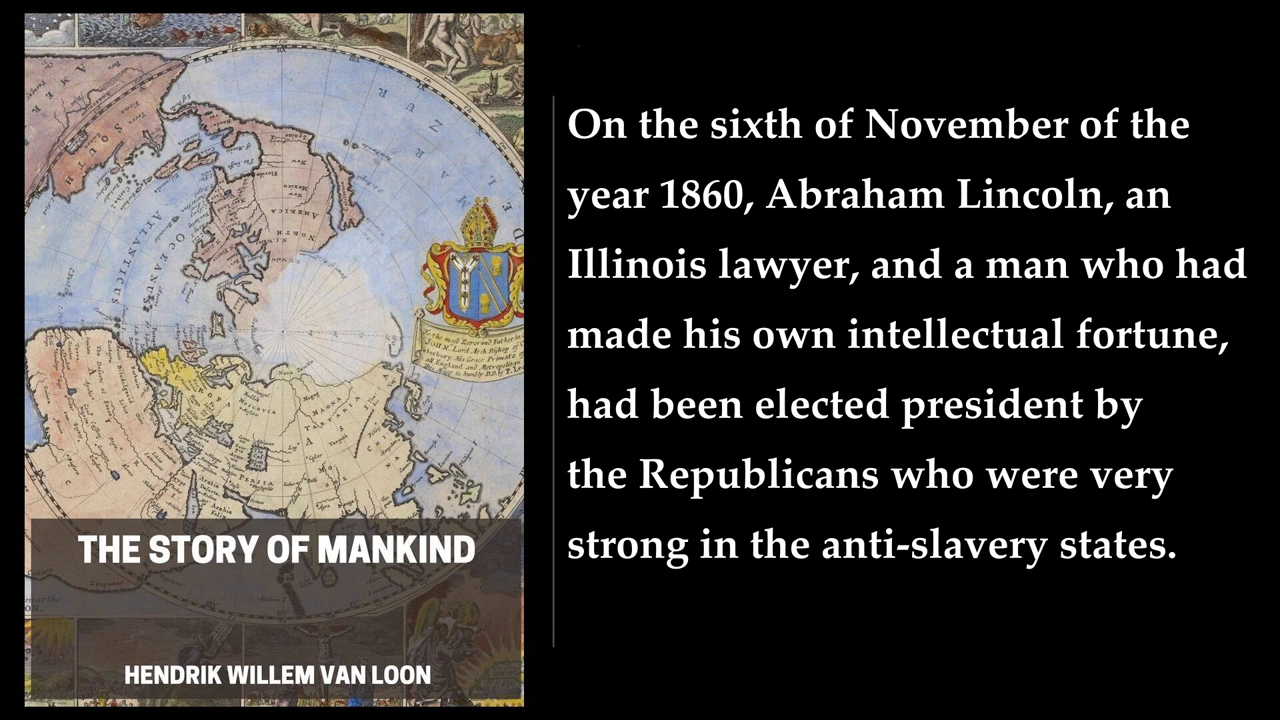 THE STORY OF MANKIND
HENDRIK WILLEM VAN LOON
On the sixth of November of the
year 1860, Abraham Lincoln, an
Illinois lawyer, and a man who had
made his own intellectual fortune,
had been elected president by
the Republicans who were very
strong in the anti-slavery states.